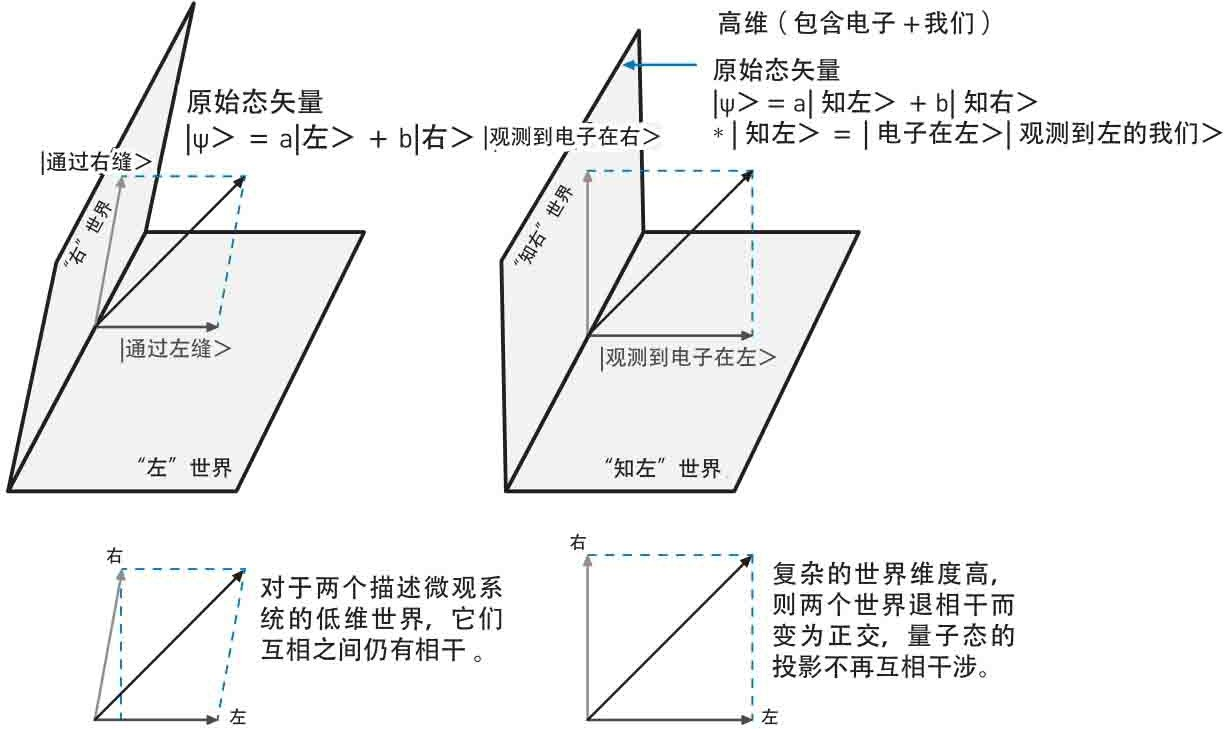 原始态矢量
|ψ> = a|左> + b|右>
|通过右缝>
“右”世界
|通过左缝>
“左”世界
高维（包含电子+我们）
原始态矢量
|ψ> = a|知左> + b|知右>
*|知左> = |电子在左>|观测到左的我们>
|观测到电子在右>
“知右”世界
|观测到电子在左>
“知左”世界
右
左
对于两个描述微观系
统的低维世界，它们
互相之间仍有相干。
右
左
复杂的世界维度高，
则两个世界退相干而
变为正交，量子态的
投影不再互相干涉。